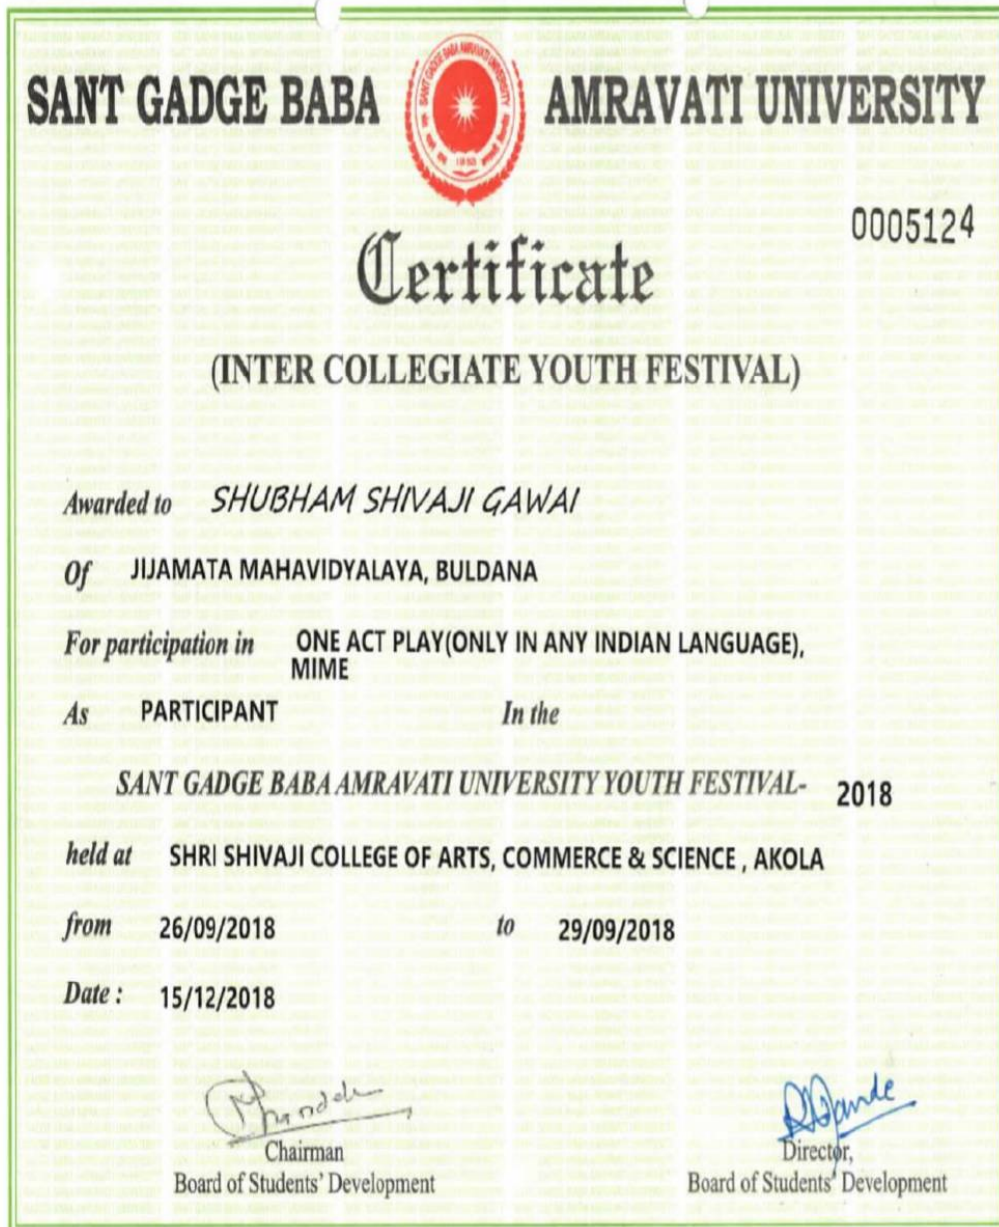 SANT GADGE BABA AMRAVATI UNIVERSITY
0005124
Certificate
(INTER COLLEGIATE YOUTH FESTIVAL)
Awarded to SHUBHAM SHIVAJI GAWAI
Of JIJAMATA MAHAVIDYALAYA, BULDANA
For participation in ONE ACT PLAY(ONLY IN ANY INDIAN LANGUAGE),
MIME
As PARTICIPANT In the
SANT GADGE BABA AMRAVATI UNIVERSITY YOUTH FESTIVAL- 2018
held at SHRI SHIVAJI COLLEGE OF ARTS, COMMERCE & SCIENCE , AKOLA
from 26/09/2018 to 29/09/2018
Date : 15/12/2018
Chairman
Board of Students' Development
Director,
Board of Students' Development